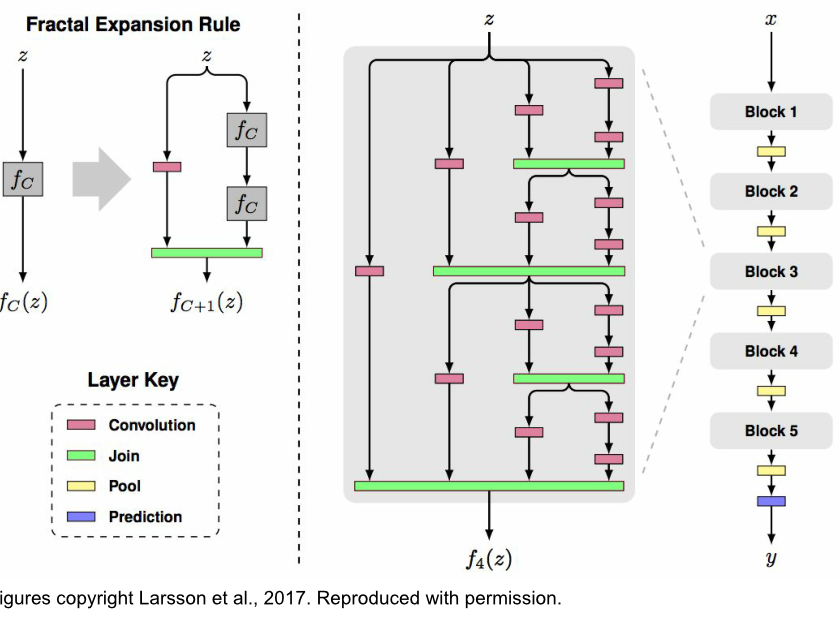 Fractal Expansion Rule
z
z
f_C
f_C
f_C
f_C(z)
f_{C+1}(z)
Layer Key
Convolution
Join
Pool
Prediction
z
f_4(z)
x
Block 1
Block 2
Block 3
Block 4
Block 5
y
igures copyright Larsson et al., 2017. Reproduced with permission.